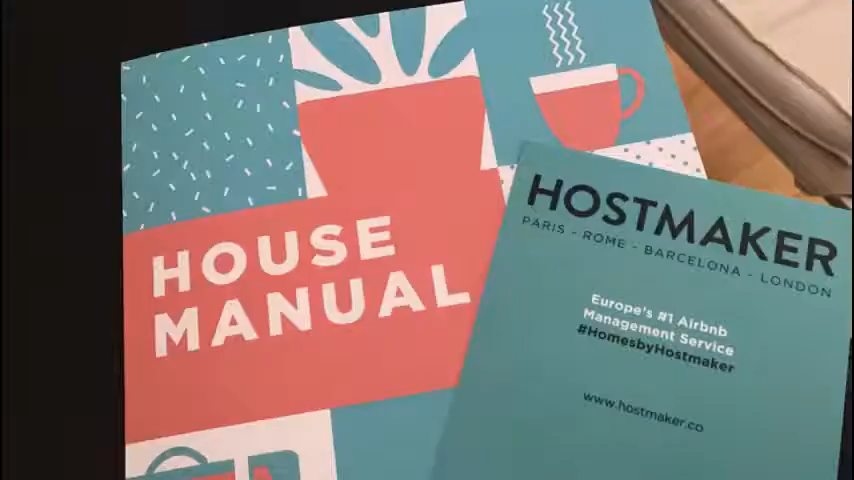 HOUSE
MANUAL
HOSTMAKER
PARIS - ROME - BARCELONA - LONDON
Europe's #1 Airbnb
Management Service
#HomesbyHostmaker
www.hostmaker.co